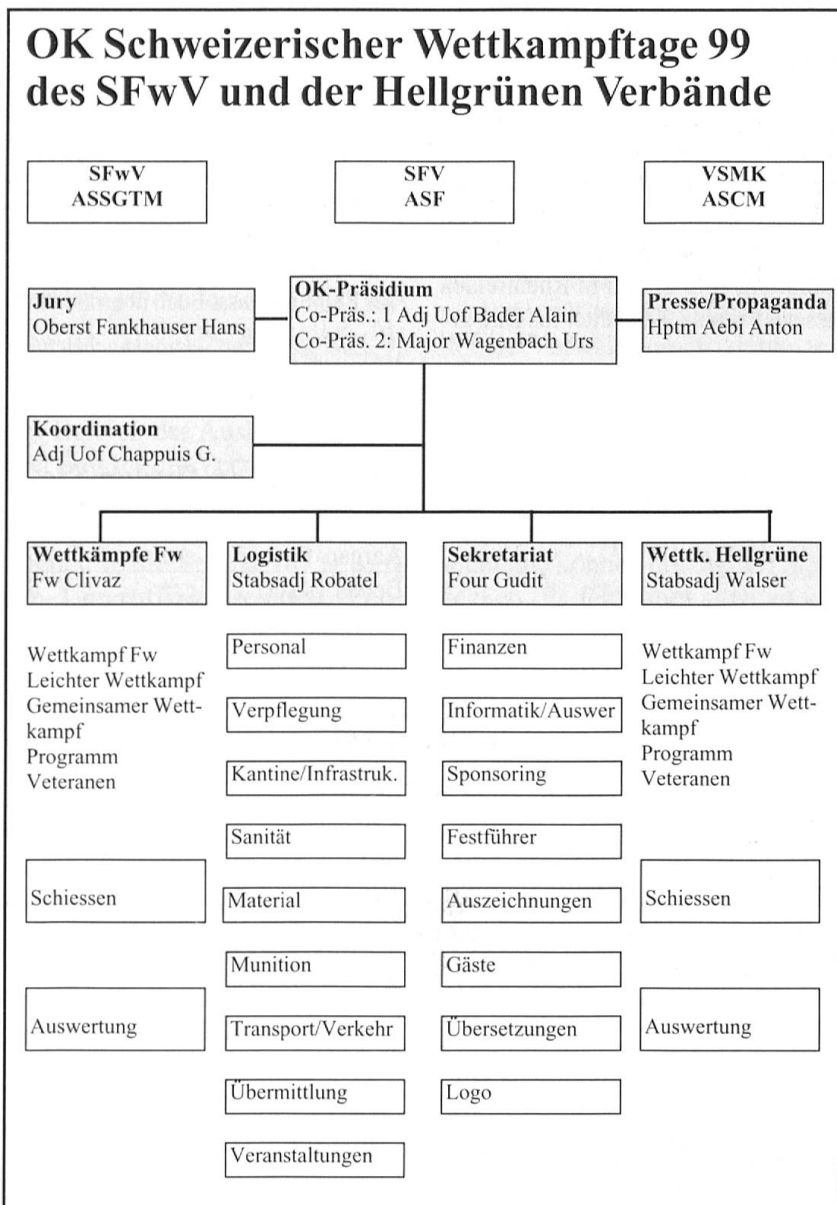 OK Schweizerischer Wettkampftage 99
des SFwV und der Hellgrünen Verbände
SFwV
ASSGTM
SFV
ASF
VSMK
ASCM
Jury
Oberst Fankhauser Hans
OK-Präsidium
Co-Präs.: 1 Adj Uof Bader Alain
Co-Präs. 2: Major Wagenbach Urs
Presse/Propaganda
Hptm Aebi Anton
Koordination
Adj Uof Chappuis G.
Wettkämpfe Fw
Fw Clivaz
Wettkampf Fw
Leichter Wettkampf
Gemeinsamer Wett-
kampf
Programm
Veteranen
Schiessen
Auswertung
Logistik
Stabsadj Robatel
Personal
Verpflegung
Kantine/Infrastruk.
Sanität
Material
Munition
Transport/Verkehr
Übermittlung
Veranstaltungen
Sekretariat
Four Gudit
Finanzen
Informatik/Auswer
Sponsoring
Festführer
Auszeichnungen
Gäste
Übersetzungen
Logo
Wettk. Hellgrüne
Stabsadj Walser
Wettkampf Fw
Leichter Wettkampf
Gemeinsamer Wett-
kampf
Programm
Veteranen
Schiessen
Auswertung